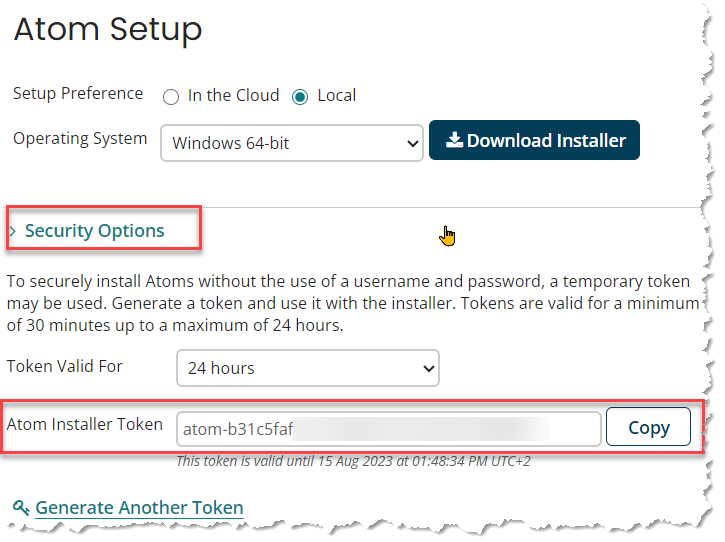 Atom Setup
Setup Preference In the Cloud Local
Operating System Windows 64-bit Download Installer
Security Options
To securely install Atoms without the use of a username and password, a temporary token
may be used. Generate a token and use it with the installer. Tokens are valid for a minimum
of 30 minutes up to a maximum of 24 hours.
Token Valid For 24 hours
Atom Installer Token atom-b31c5faf Copy
This token is valid until 15 Aug 2023 at 01:48:34 PM UTC+2
Generate Another Token